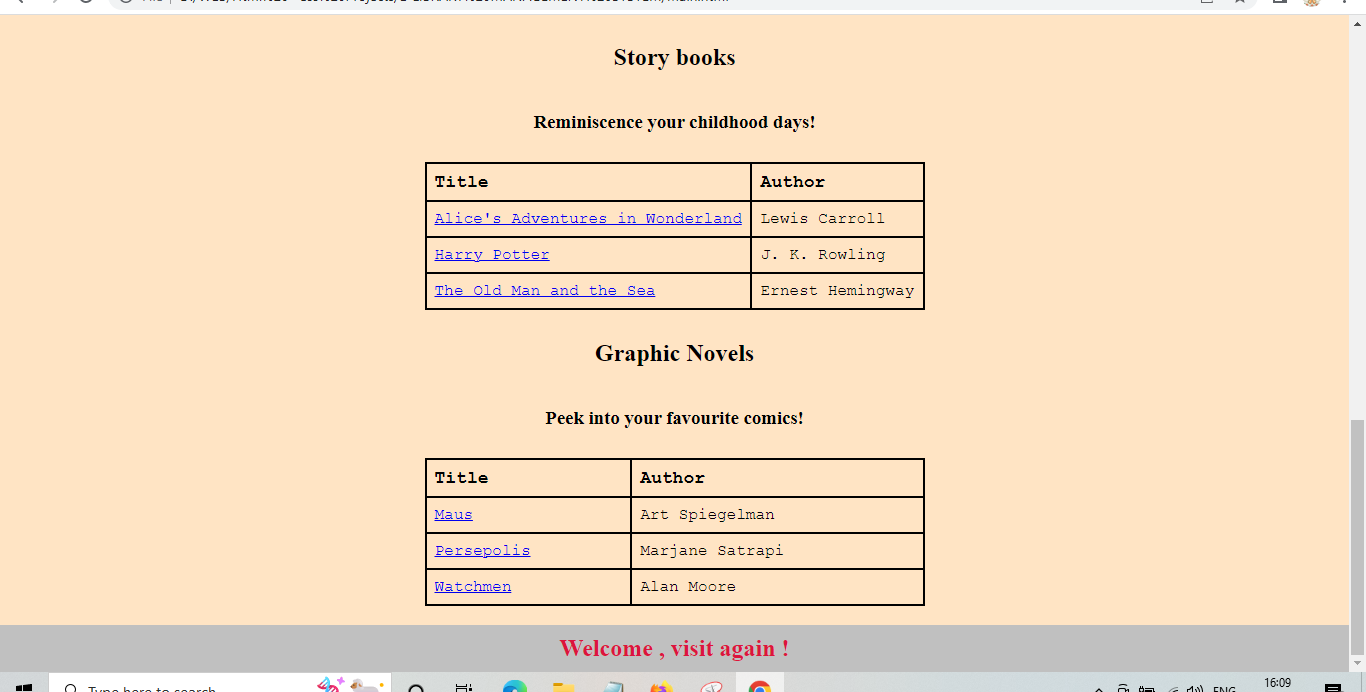 Story books
Reminiscence your childhood days!
Title Author
Alice's Adventures in Wonderland Lewis Carroll
Harry Potter J. K. Rowling
The Old Man and the Sea Ernest Hemingway
Graphic Novels
Peek into your favourite comics!
Title Author
Maus Art Spiegelman
Persepolis Marjane Satrapi
Watchmen Alan Moore
Welcome , visit again !
Type here to search
ENG 16:09